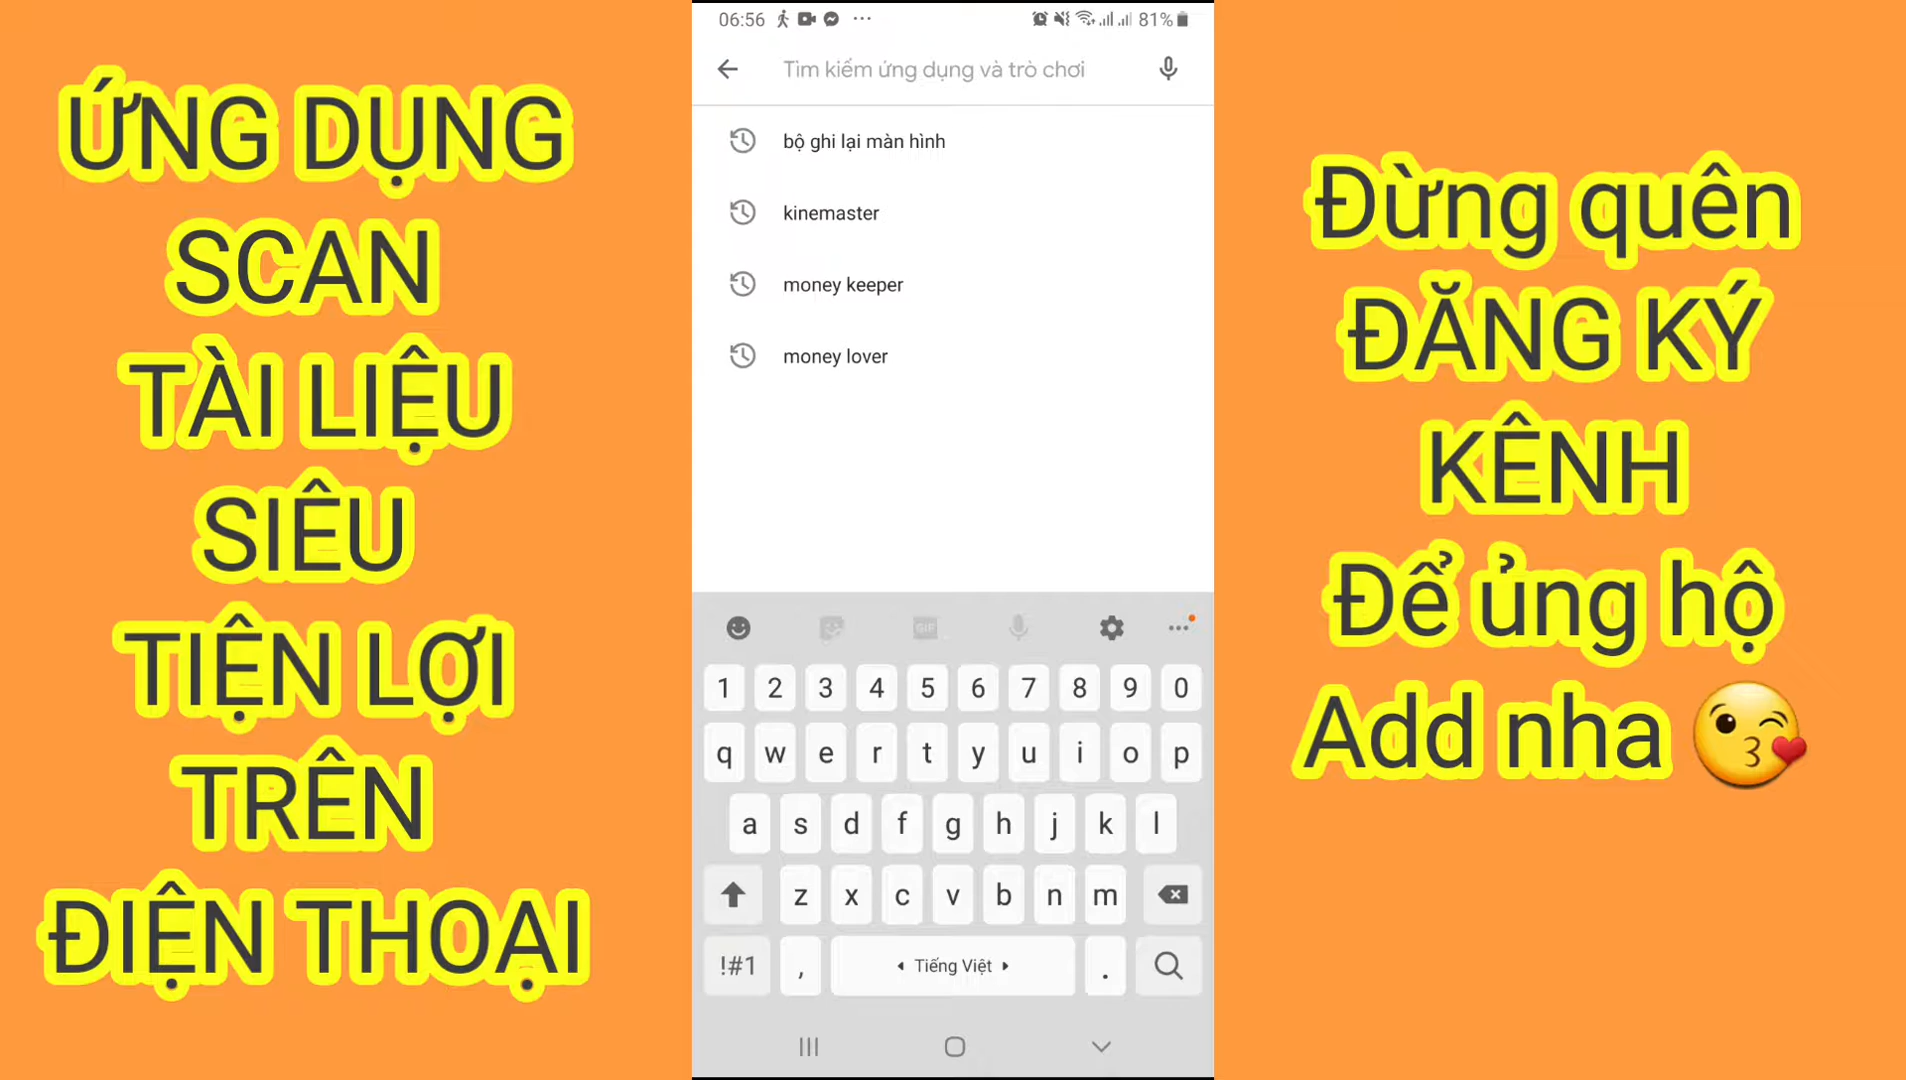 ỨNG DỤNG
SCAN
TÀI LIỆU
SIÊU
TIỆN LỢI
TRÊN
ĐIỆN THOẠI
06:56
81%
Tìm kiếm ứng dụng và trò chơi
bộ ghi lại màn hình
kinemaster
money keeper
money lover
GIF
1 2 3 4 5 6 7 8 9 0
q w e r t y u i o p
a s d f g h j k l
z x c v b n m
!#1 , Tiếng Việt .
Đừng quên
ĐĂNG KÝ
KÊNH
Để ủng hộ
Add nha 😘